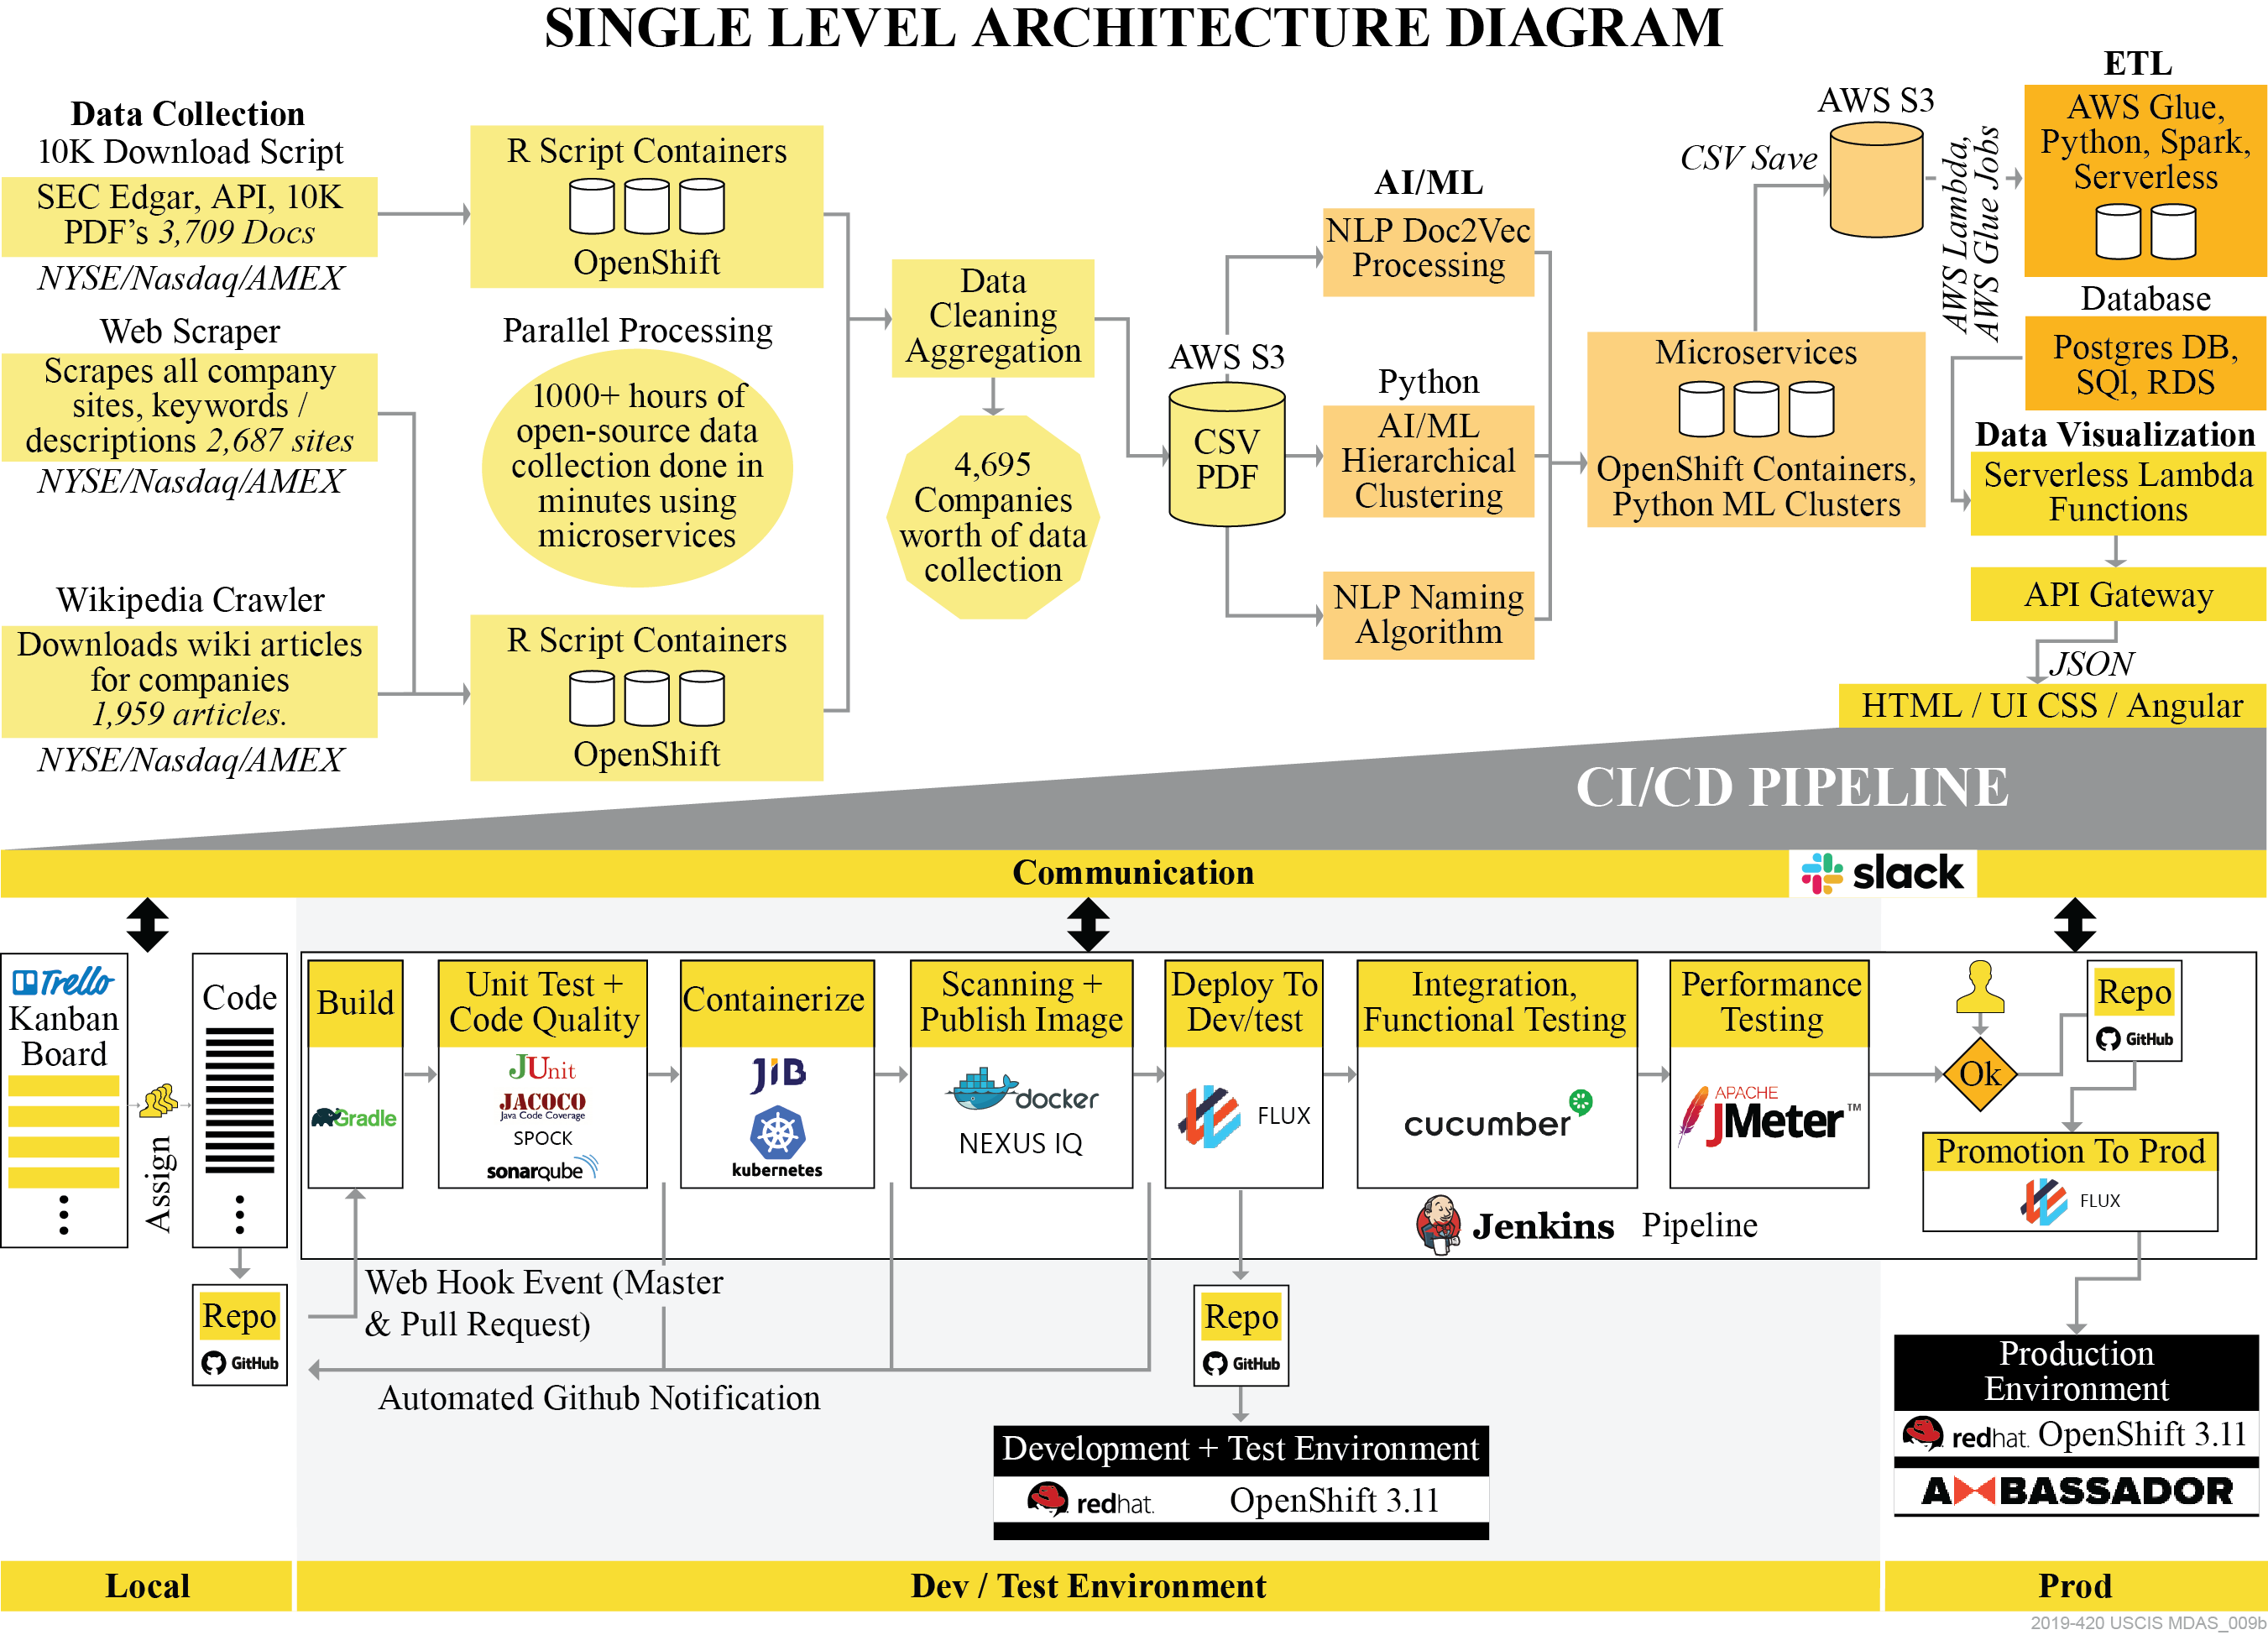 SINGLE LEVEL ARCHITECTURE DIAGRAM
Data Collection
10K Download Script
SEC Edgar, API, 10K
PDF’s 3,709 Docs
NYSE/Nasdaq/AMEX
Web Scraper
Scrapes all company
sites, keywords /
descriptions 2,687 sites
NYSE/Nasdaq/AMEX
Wikipedia Crawler
Downloads wiki articles
for companies
1,959 articles.
NYSE/Nasdaq/AMEX
R Script Containers
OpenShift
Parallel Processing
1000+ hours of
open-source data
collection done in
minutes using
microservices
R Script Containers
OpenShift
Data
Cleaning
Aggregation
4,695
Companies
worth of data
collection
AWS S3
CSV
PDF
AI/ML
NLP Doc2Vec
Processing
Python
AI/ML
Hierarchical
Clustering
NLP Naming
Algorithm
Microservices
OpenShift Containers,
Python ML Clusters
CSV Save
AWS S3
AWS Lambda,
AWS Glue Jobs
ETL
AWS Glue,
Python, Spark,
Serverless
Database
Postgres DB,
SQl, RDS
Data Visualization
Serverless Lambda
Functions
API Gateway
JSON
HTML / UI CSS / Angular
CI/CD PIPELINE
Communication
slack
Trello
Kanban
Board
Assign
Code
Repo
GitHub
Build
Gradle
Unit Test +
Code Quality
JUnit
JACOCO
Java Code Coverage
SPOCK
sonarqube
Containerize
JIB
kubernetes
Scanning +
Publish Image
docker
NEXUS IQ
Deploy To
Dev/test
FLUX
Integration,
Functional Testing
cucumber
Performance
Testing
APACHE
JMeter™
Ok
Repo
GitHub
Promotion To Prod
FLUX
Jenkins Pipeline
Web Hook Event (Master
& Pull Request)
Automated Github Notification
Repo
GitHub
Development + Test Environment
redhat. OpenShift 3.11
Production
Environment
redhat. OpenShift 3.11
AMBASSADOR
Local
Dev / Test Environment
Prod
2019-420 USCIS MDAS_009b